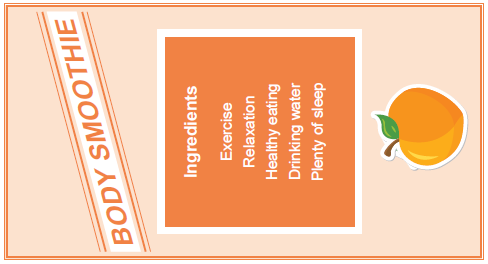 BODY SMOOTHIE
Ingredients
Exercise
Relaxation
Healthy eating
Drinking water
Plenty of sleep